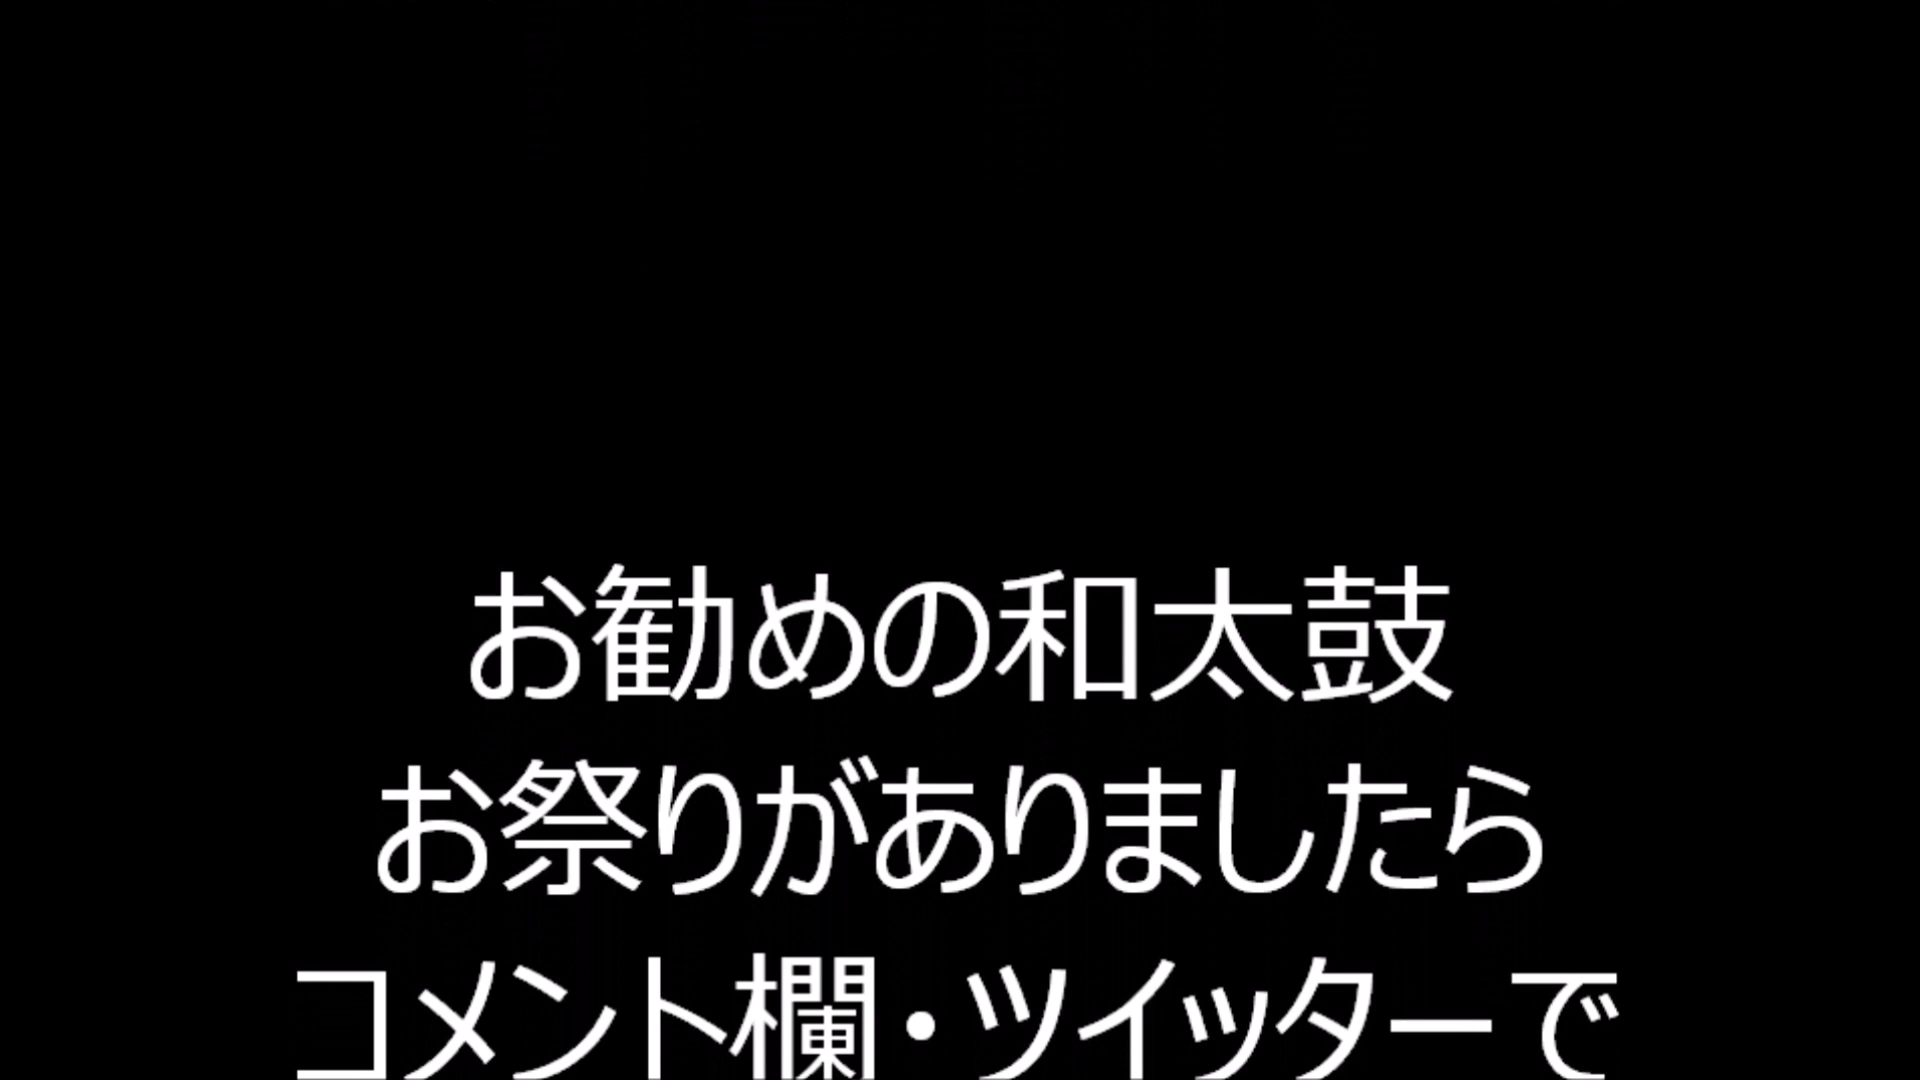 お勧めの和太鼓
お祭りがありましたら
コメント欄・ツイッターで